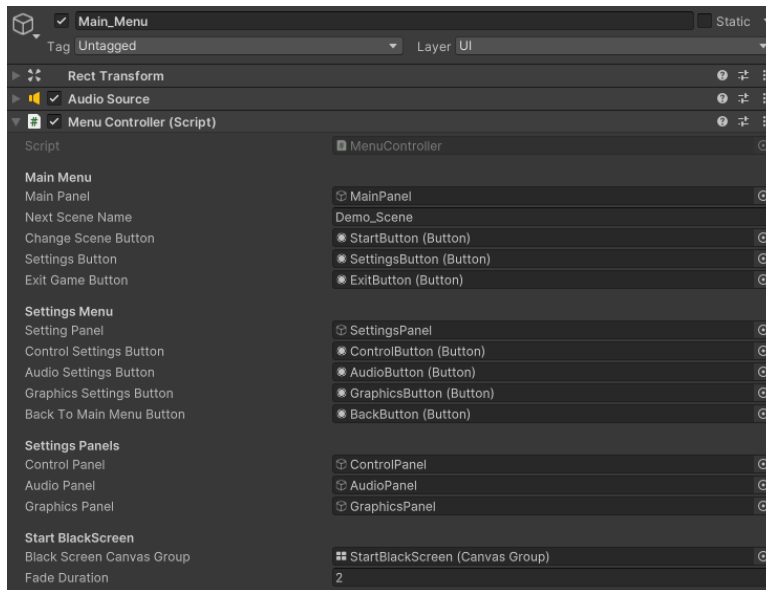 Main_Menu Static
Tag Untagged Layer UI
Rect Transform
Audio Source
# Menu Controller (Script)
Script MenuController
Main Menu
Main Panel MainPanel
Next Scene Name Demo_Scene
Change Scene Button StartButton (Button)
Settings Button SettingsButton (Button)
Exit Game Button ExitButton (Button)
Settings Menu
Setting Panel SettingsPanel
Control Settings Button ControlButton (Button)
Audio Settings Button AudioButton (Button)
Graphics Settings Button GraphicsButton (Button)
Back To Main Menu Button BackButton (Button)
Settings Panels
Control Panel ControlPanel
Audio Panel AudioPanel
Graphics Panel GraphicsPanel
Start BlackScreen
Black Screen Canvas Group StartBlackScreen (Canvas Group)
Fade Duration 2